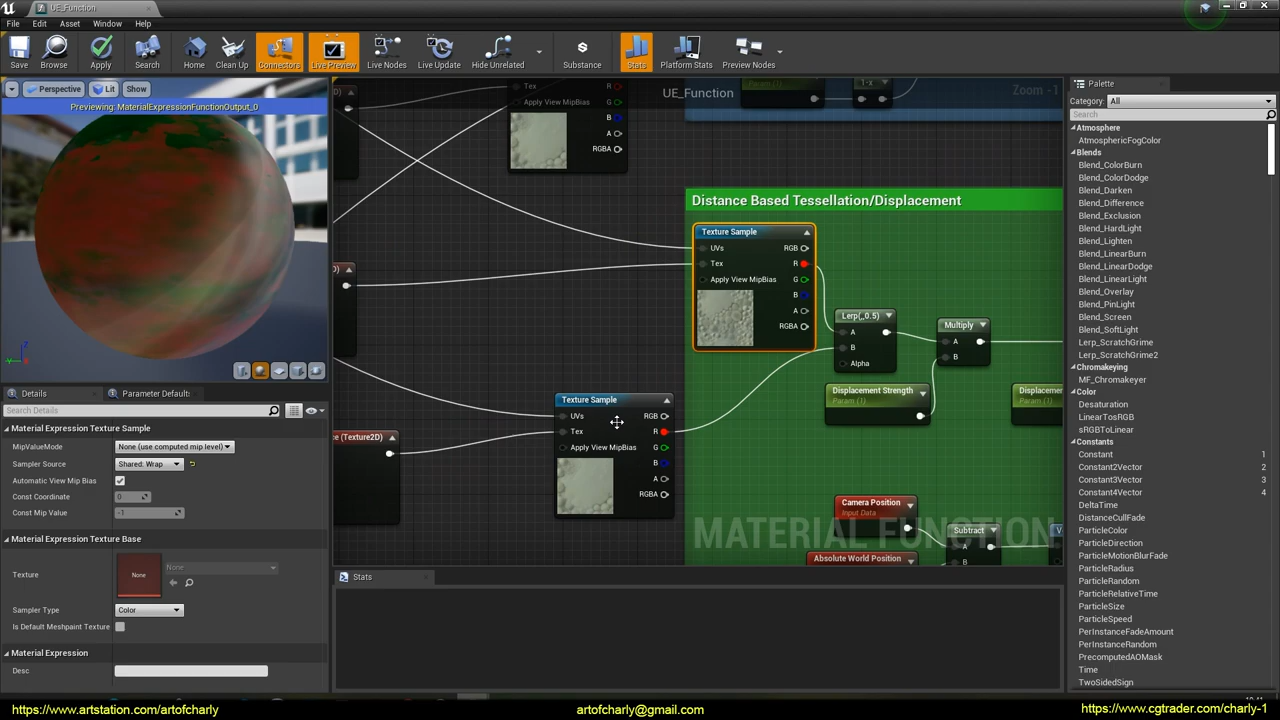 UE_Function
File Edit Asset Window Help
Save Browse Apply Search Home Clean Up Connectors Live Preview Live Nodes Live Update Hide Unrelated Substance Stats Platform Stats Preview Nodes
Perspective Lit Show
Previewing: MaterialExpressionFunctionOutput_0
Details
Parameter Default
Search Details
Material Expression Texture Sample
MipValueMode None (use computed mip level)
Sampler Source Shared: Wrap
Automatic View Mip Bias
Const Coordinate 0
Const Mip Value -1
Material Expression Texture Base
Texture None None
Sampler Type Color
Is Default Meshpaint Texture
Material Expression
Desc
UE_Function
Zoom -1
Tex R
Apply View MipBias G
B
A
RGBA
Param (1)
1-x
Distance Based Tessellation/Displacement
Texture Sample
UVs RGB
Tex R
Apply View MipBias G
B
A
RGBA
Lerp(,,0.5)
A
B
Alpha
Multiply
A
B
Displacement Strength
Param (1)
Displacemen
D)
D)
ce (Texture2D)
Texture Sample
UVs RGB
Tex R
Apply View MipBias G
B
A
RGBA
Camera Position
Input Data
Subtract
A
B
V
Absolute World Position
MATERIAL FUNCTION
Stats
Palette
Category: All
Search
Atmosphere
AtmosphericFogColor
Blends
Blend_ColorBurn
Blend_ColorDodge
Blend_Darken
Blend_Difference
Blend_Exclusion
Blend_HardLight
Blend_Lighten
Blend_LinearBurn
Blend_LinearDodge
Blend_LinearLight
Blend_Overlay
Blend_PinLight
Blend_Screen
Blend_SoftLight
Lerp_ScratchGrime
Lerp_ScratchGrime2
Chromakeying
MF_Chromakeyer
Color
Desaturation
LinearTosRGB
sRGBToLinear
Constants
Constant 1
Constant2Vector 2
Constant3Vector 3
Constant4Vector 4
DeltaTime
DistanceCullFade
ParticleColor
ParticleDirection
ParticleMotionBlurFade
ParticleRadius
ParticleRandom
ParticleRelativeTime
ParticleSize
ParticleSpeed
PerInstanceFadeAmount
PerInstanceRandom
PrecomputedAOMask
Time
TwoSidedSign
https://www.artstation.com/artofcharly
artofcharly@gmail.com
https://www.cgtrader.com/charly-1